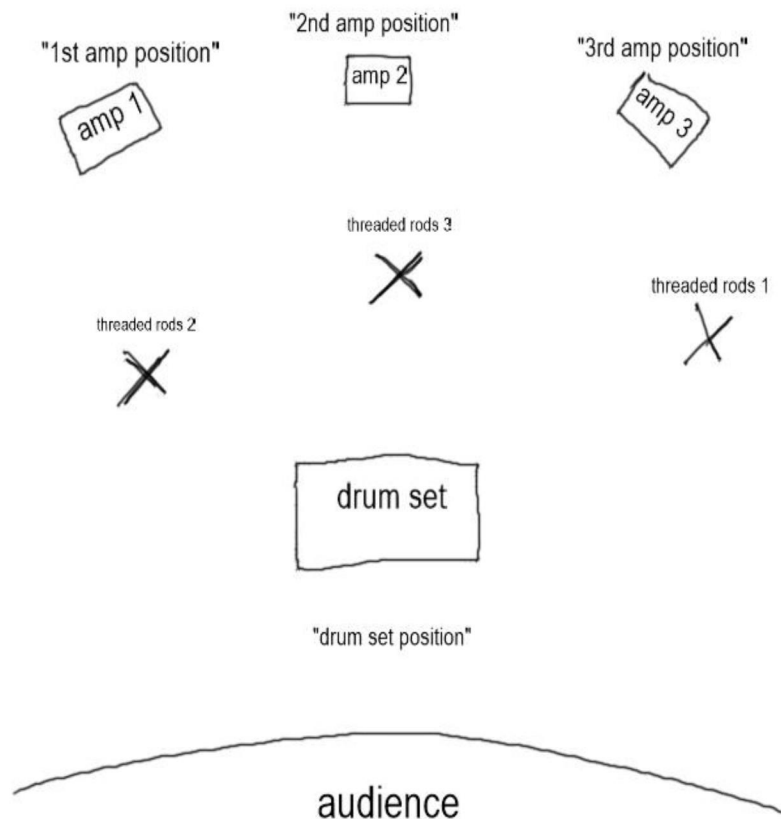 "2nd amp position"
"1st amp position"
"3rd amp position"
amp 2
amp 1
amp 3
threaded rods 3
threaded rods 1
threaded rods 2
drum set
"drum set position"
audience